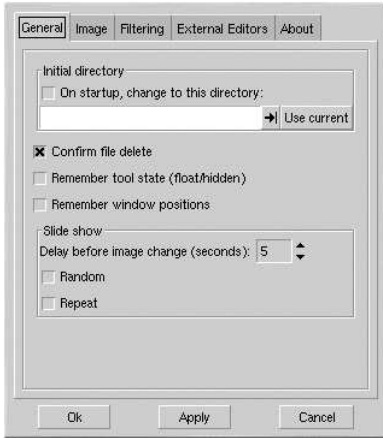 General Image Filtering External Editors About
Initial directory
On startup, change to this directory:
Use current
Confirm file delete
Remember tool state (float/hidden)
Remember window positions
Slide show
Delay before image change (seconds): 5
Random
Repeat
Ok Apply Cancel